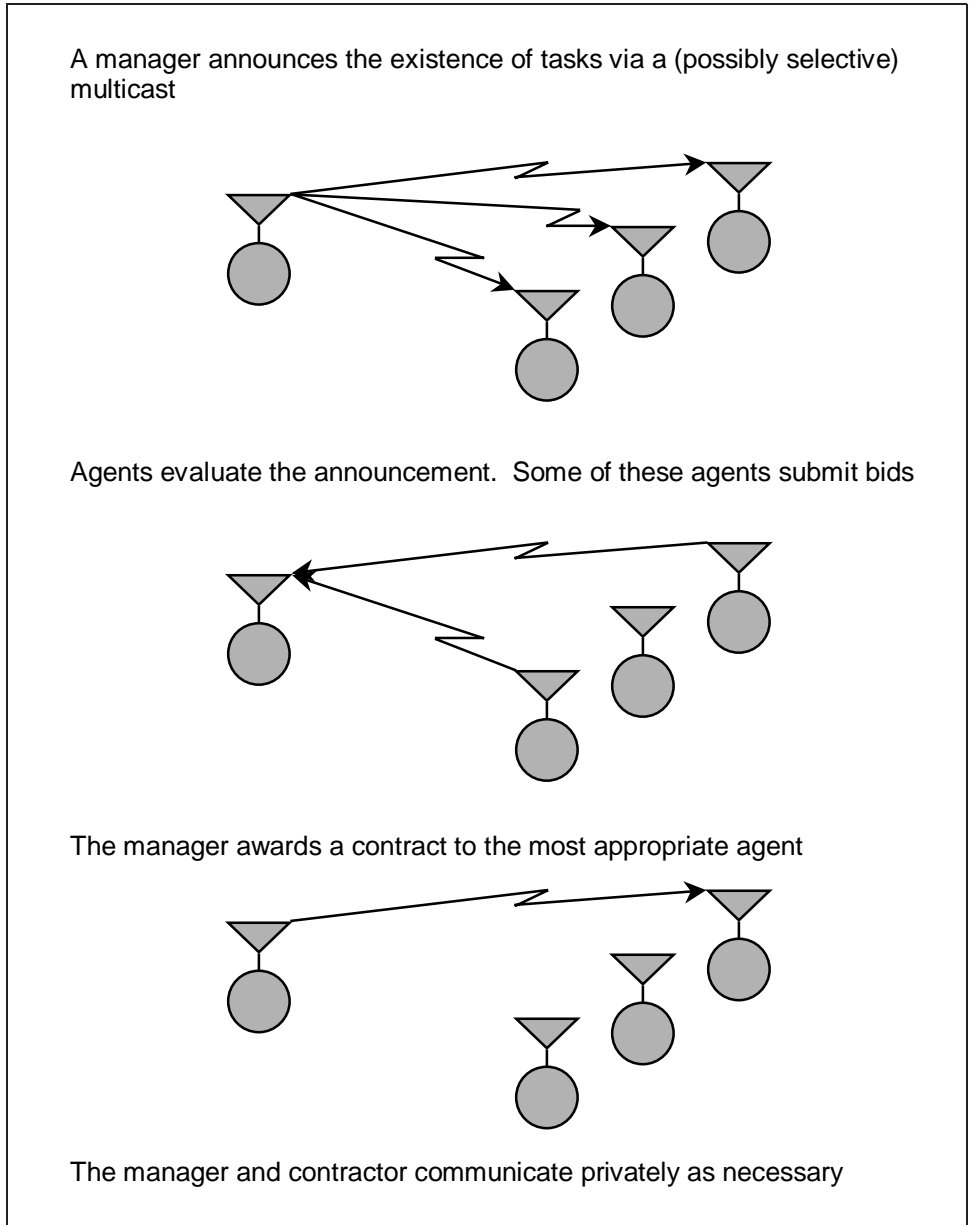 A manager announces the existence of tasks via a (possibly selective)
multicast
Agents evaluate the announcement.  Some of these agents submit bids
The manager awards a contract to the most appropriate agent
The manager and contractor communicate privately as necessary